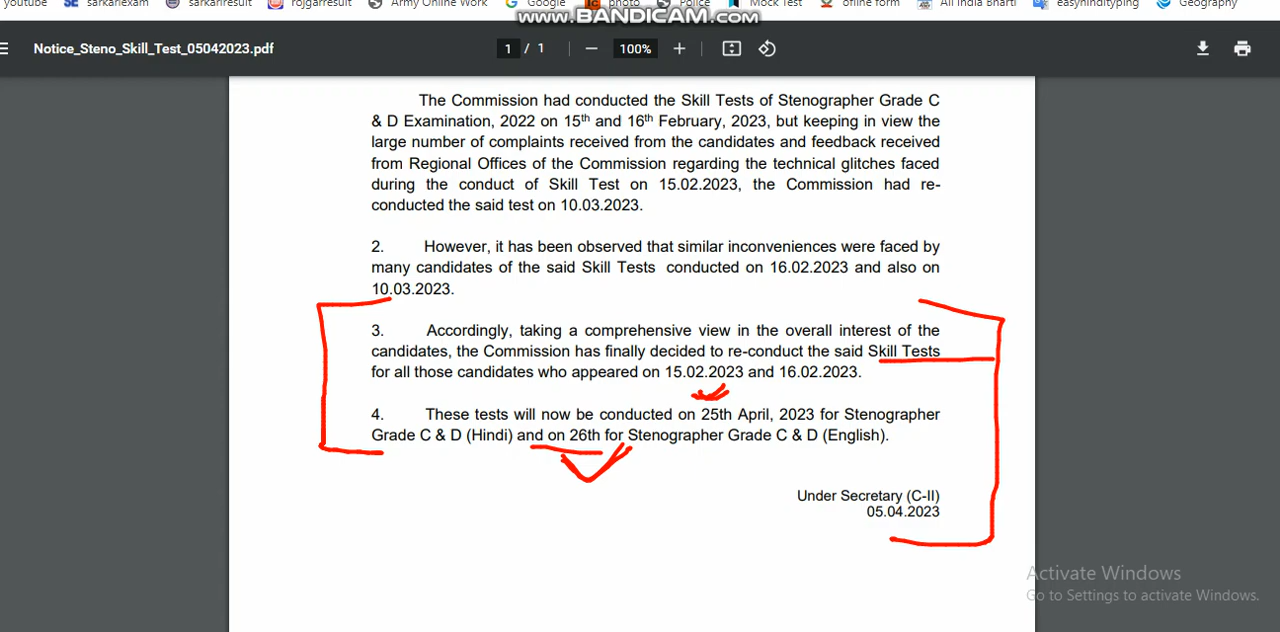 youtube SE sarkariexam sarkariresult rojgarresult Army Online Work Google photo Police Mock Test ofline form All India Bharti easyhindityping Geography
www.BANDICAM.com
Notice_Steno_Skill_Test_05042023.pdf 1 / 1 100%
The Commission had conducted the Skill Tests of Stenographer Grade C
& D Examination, 2022 on 15th and 16th February, 2023, but keeping in view the
large number of complaints received from the candidates and feedback received
from Regional Offices of the Commission regarding the technical glitches faced
during the conduct of Skill Test on 15.02.2023, the Commission had re-
conducted the said test on 10.03.2023.
2. However, it has been observed that similar inconveniences were faced by
many candidates of the said Skill Tests conducted on 16.02.2023 and also on
10.03.2023.
3. Accordingly, taking a comprehensive view in the overall interest of the
candidates, the Commission has finally decided to re-conduct the said Skill Tests
for all those candidates who appeared on 15.02.2023 and 16.02.2023.
4. These tests will now be conducted on 25th April, 2023 for Stenographer
Grade C & D (Hindi) and on 26th for Stenographer Grade C & D (English).
Under Secretary (C-II)
05.04.2023
Activate Windows
Go to Settings to activate Windows.